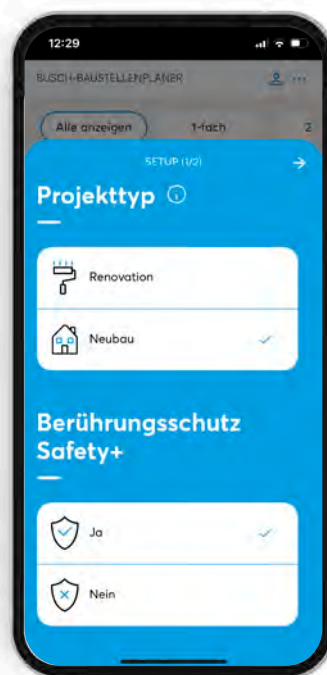 12:29
BUSCH-BAUSTELLENPLANER
Alle anzeigen 1-fach 2
SETUP (1/2)
Projekttyp
Renovation
Neubau
Berührungsschutz
Safety+
Ja
Nein